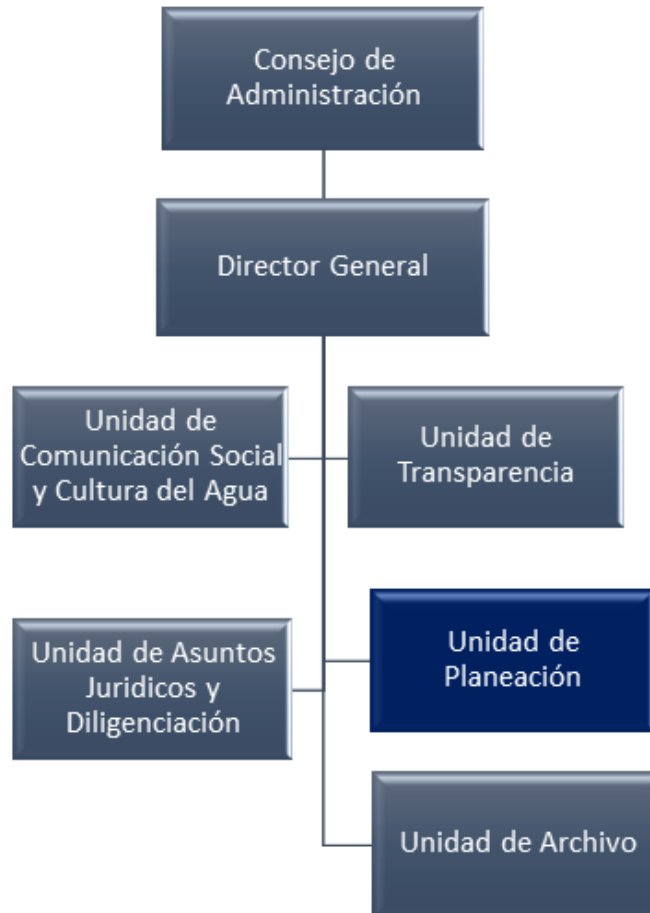 Consejo de
Administración
Director General
Unidad de
Comunicación Social
y Cultura del Agua
Unidad de
Transparencia
Unidad de Asuntos
Juridicos y
Diligenciación
Unidad de
Planeación
Unidad de Archivo